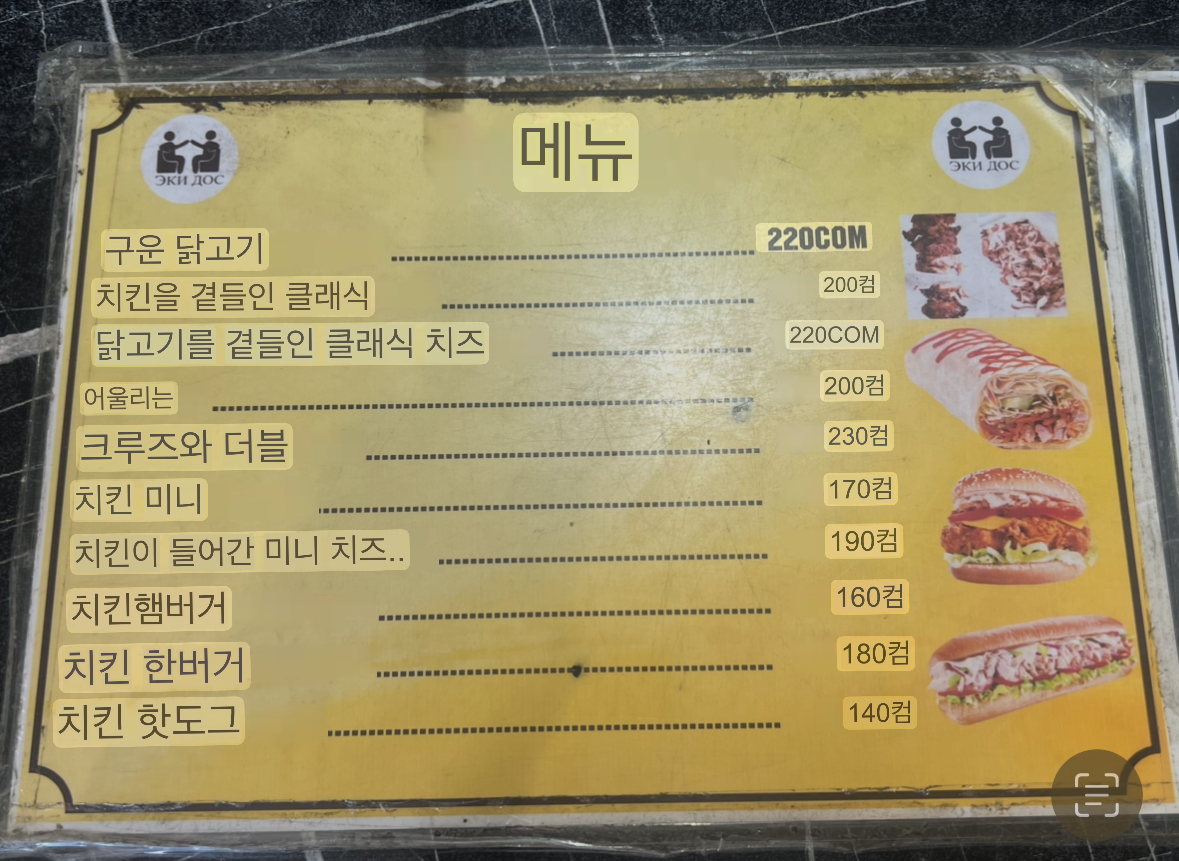 메뉴
ЭКИ ДОС
ЭКИ ДОС
구운 닭고기 220COM
치킨을 곁들인 클래식 200컴
닭고기를 곁들인 클래식 치즈 220COM
어울리는 200컴
크루즈와 더블 230컴
치킨 미니 170컴
치킨이 들어간 미니 치즈.. 190컴
치킨햄버거 160컴
치킨 한버거 180컴
치킨 핫도그 140컴